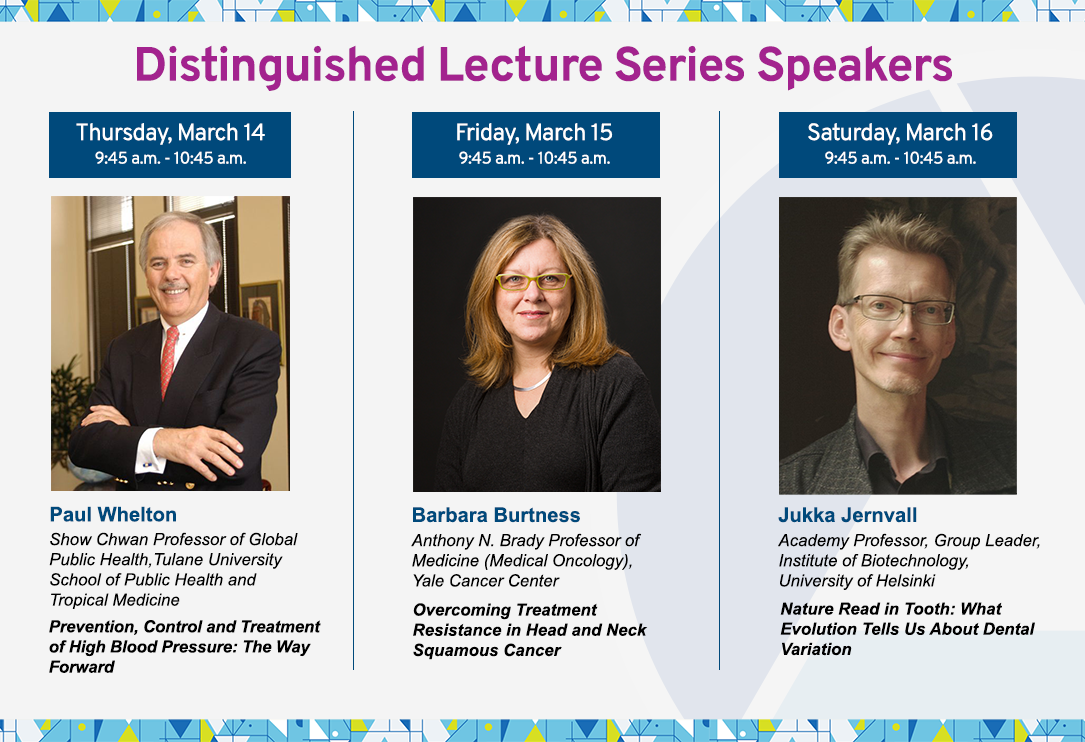 Distinguished Lecture Series Speakers
Thursday, March 14
9:45 a.m. - 10:45 a.m.
Paul Whelton
Show Chwan Professor of Global
Public Health,Tulane University
School of Public Health and
Tropical Medicine
Prevention, Control and Treatment
of High Blood Pressure: The Way
Forward
Friday, March 15
9:45 a.m. - 10:45 a.m.
Barbara Burtness
Anthony N. Brady Professor of
Medicine (Medical Oncology),
Yale Cancer Center
Overcoming Treatment
Resistance in Head and Neck
Squamous Cancer
Saturday, March 16
9:45 a.m. - 10:45 a.m.
Jukka Jernvall
Academy Professor, Group Leader,
Institute of Biotechnology,
University of Helsinki
Nature Read in Tooth: What
Evolution Tells Us About Dental
Variation